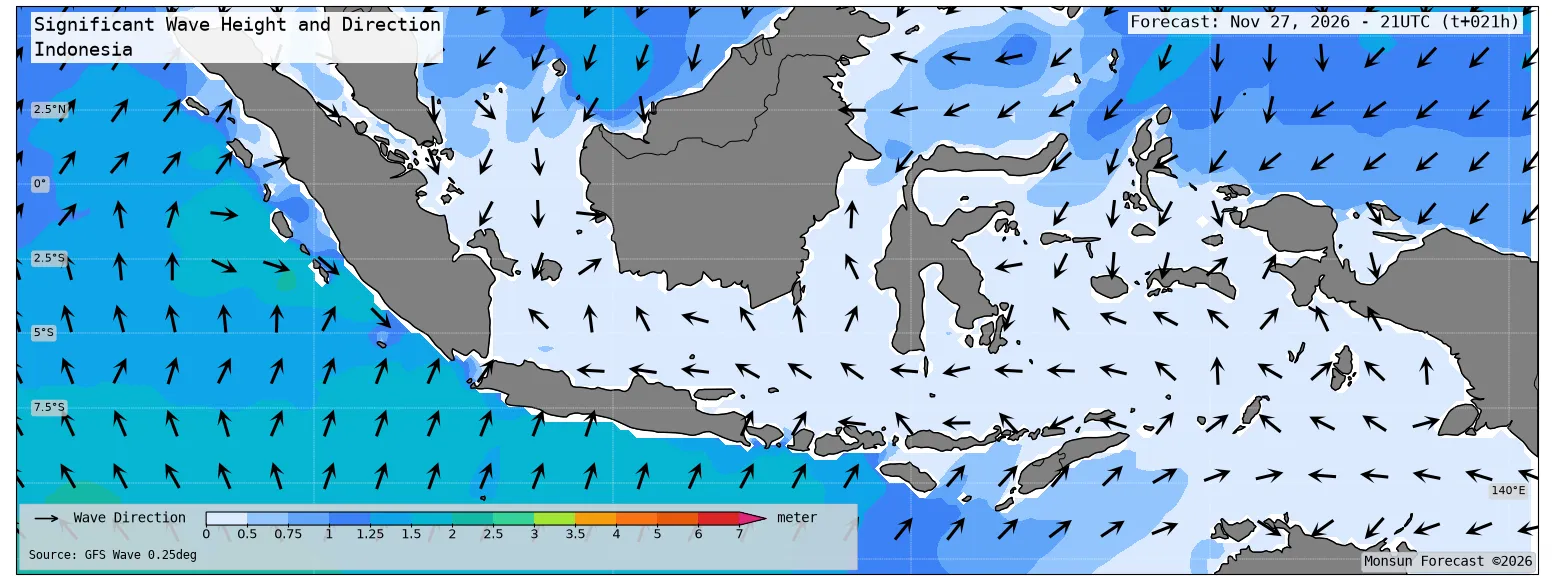 Significant Wave Height and Direction
Indonesia
Forecast: Nov 27, 2026 - 21UTC (t+021h)
2.5°N
0°
2.5°S
5°S
7.5°S
140°E
Wave Direction
meter
0 0.5 0.75 1 1.25 1.5 2 2.5 3 3.5 4 5 6 7
Source: GFS Wave 0.25deg
Monsun Forecast ©2026